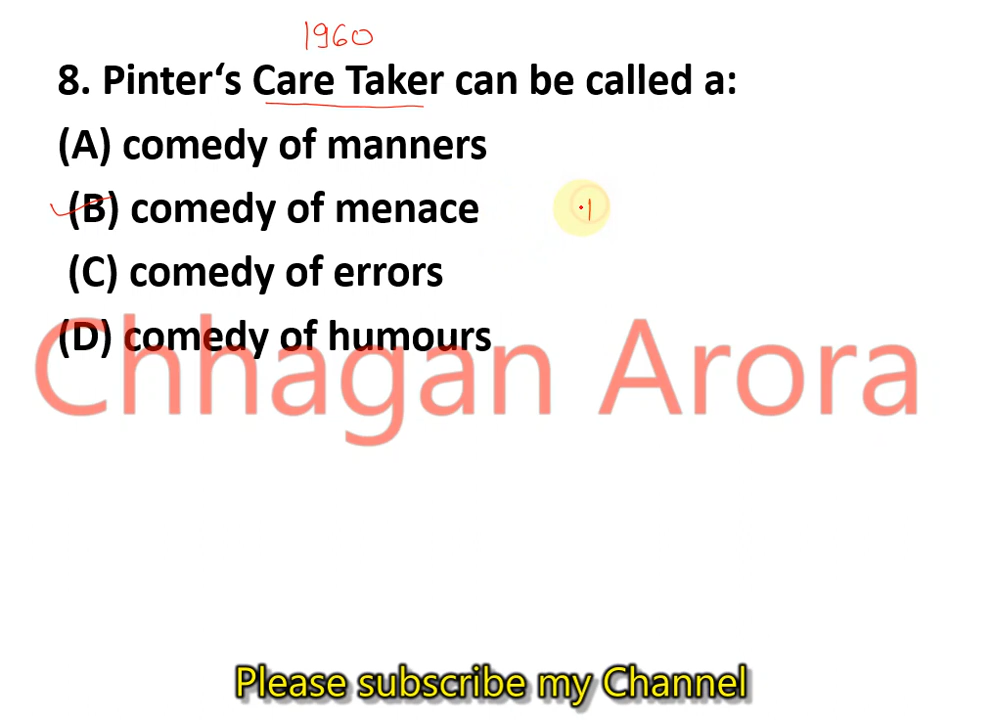 1960
8. Pinter‘s Care Taker can be called a:
(A) comedy of manners
(B) comedy of menace
(C) comedy of errors
(D) comedy of humours
Chhagan Arora
Please subscribe my Channel